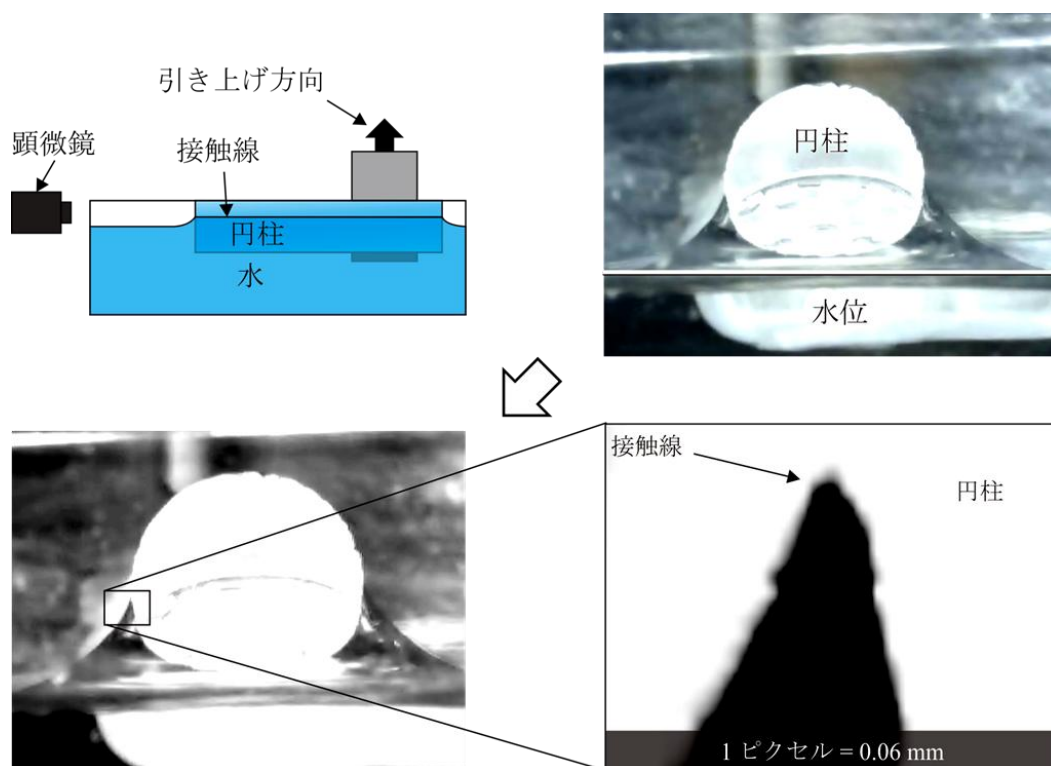 引き上げ方向
顕微鏡
接触線
円柱
水
円柱
水位
接触線
円柱
1 ピクセル = 0.06 mm